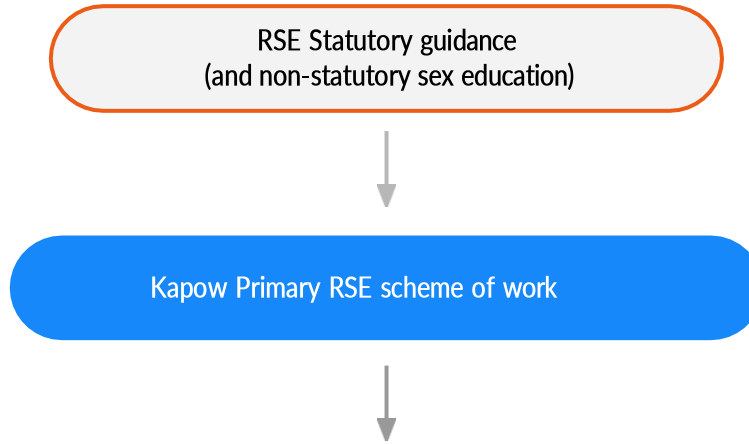 RSE Statutory guidance
(and non-statutory sex education)
Kapow Primary RSE scheme of work